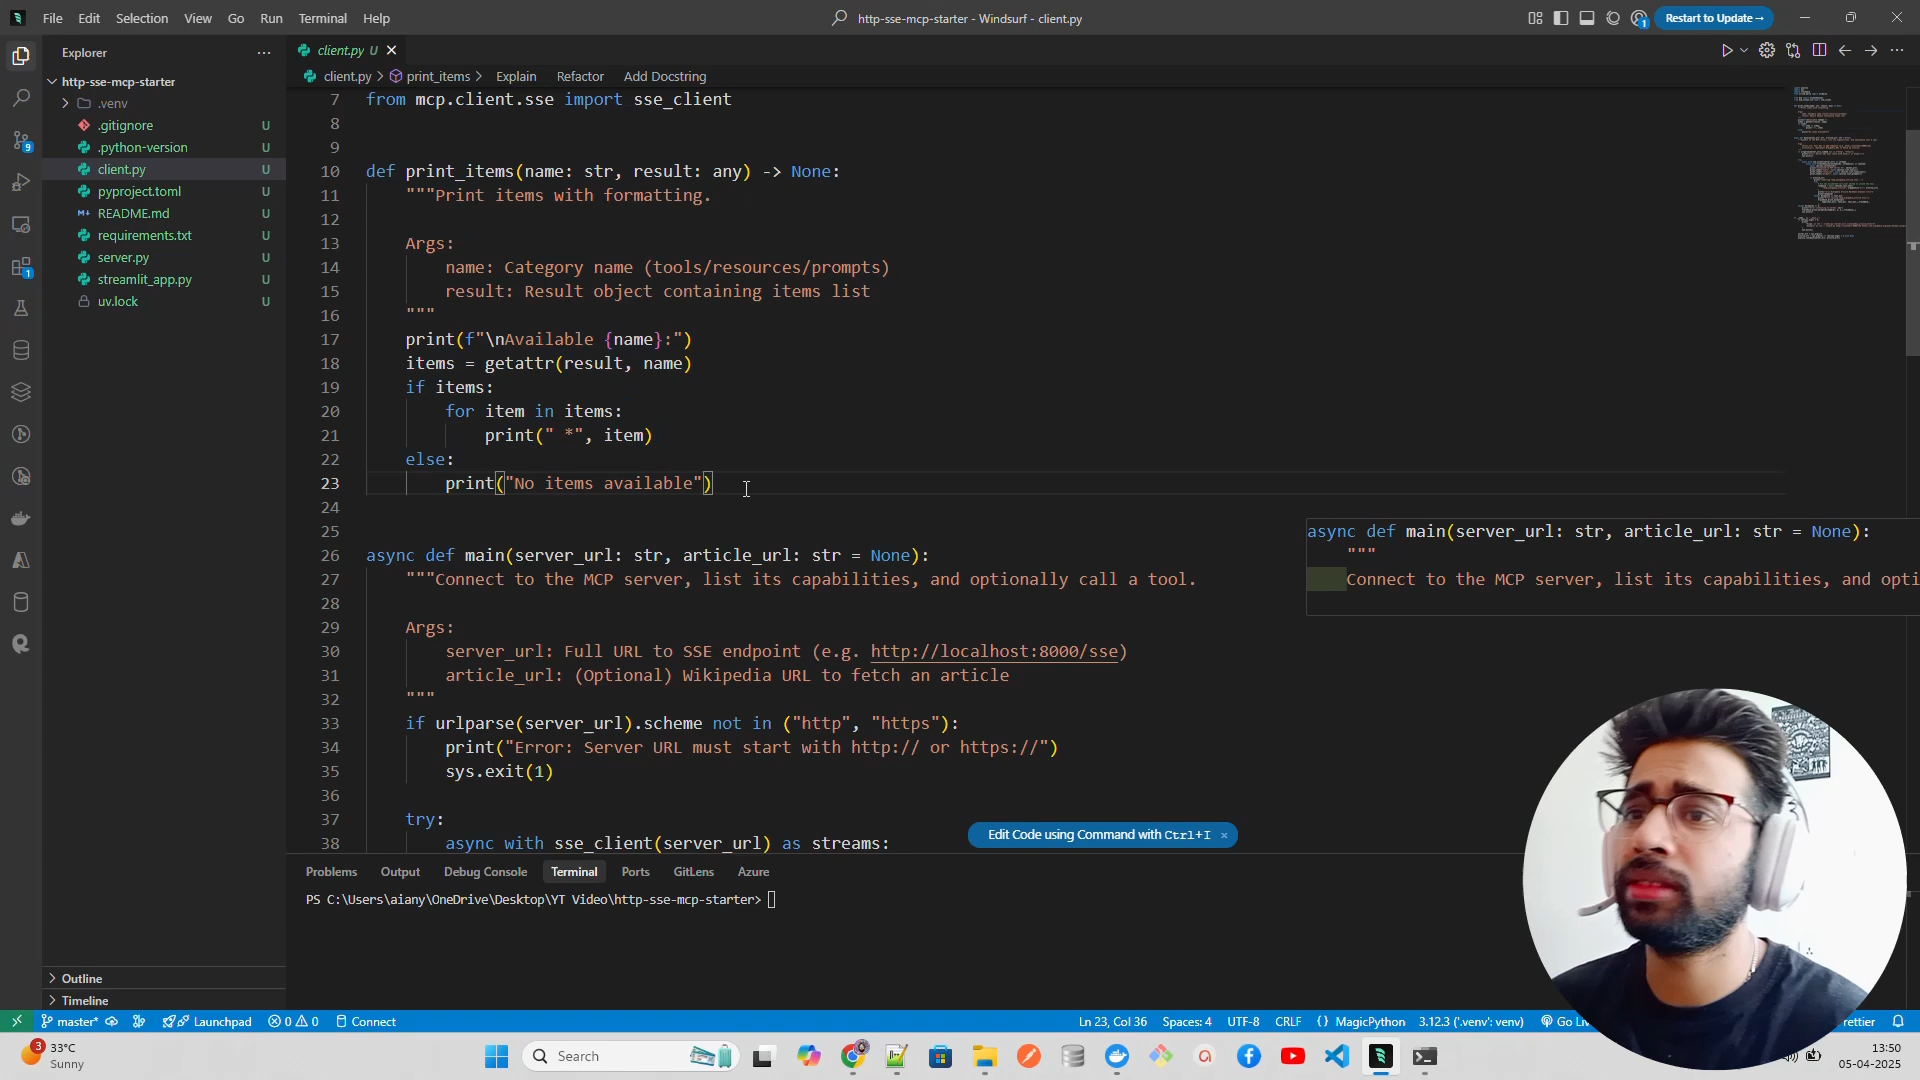 File Edit Selection View Go Run Terminal Help
http-sse-mcp-starter - Windsurf - client.py
Restart to Update →
Explorer
client.py U
client.py > print_items > Explain Refactor Add Docstring
http-sse-mcp-starter
.venv
.gitignore U
.python-version U
client.py U
pyproject.toml U
README.md U
requirements.txt U
server.py U
streamlit_app.py U
uv.lock U
9
1
1
7 from mcp.client.sse import sse_client
8
9
10 def print_items(name: str, result: any) -> None:
11 """Print items with formatting.
12
13 Args:
14 name: Category name (tools/resources/prompts)
15 result: Result object containing items list
16 """
17 print(f"\nAvailable {name}:")
18 items = getattr(result, name)
19 if items:
20 for item in items:
21 print(" *", item)
22 else:
23 print("No items available")
24
25
26 async def main(server_url: str, article_url: str = None):
27 """Connect to the MCP server, list its capabilities, and optionally call a tool.
28
29 Args:
30 server_url: Full URL to SSE endpoint (e.g. http://localhost:8000/sse)
31 article_url: (Optional) Wikipedia URL to fetch an article
32 """
33 if urlparse(server_url).scheme not in ("http", "https"):
34 print("Error: Server URL must start with http:// or https://")
35 sys.exit(1)
36
37 try:
38 async with sse_client(server_url) as streams:
async def main(server_url: str, article_url: str = None):
"""
Connect to the MCP server, list its capabilities, and opti
Edit Code using Command with Ctrl+I ×
Problems Output Debug Console Terminal Ports GitLens Azure
PS C:\Users\aiany\OneDrive\Desktop\YT Video\http-sse-mcp-starter>
Outline
Timeline
master* Launchpad 0 0 Connect
Ln 23, Col 36 Spaces: 4 UTF-8 CRLF { } MagicPython 3.12.3 ('.venv': venv) Go Li
ettier
3
33°C
Sunny
Search
13:50
05-04-2025